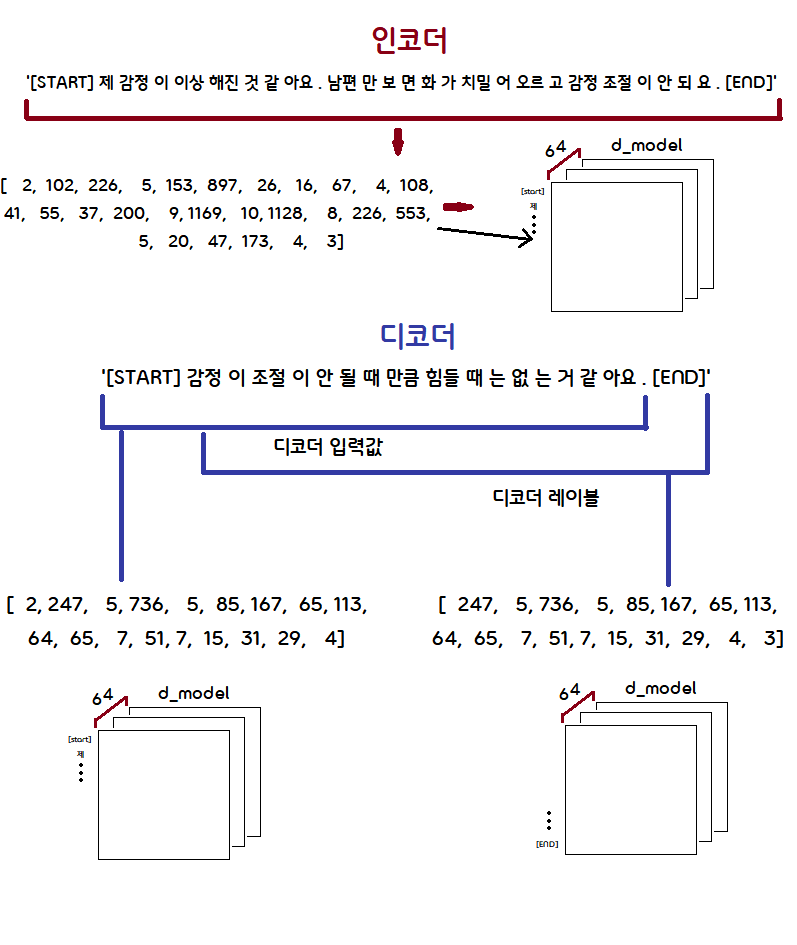 인코더
'[START] 제 감정 이 이상 해진 것 같 아요 . 남편 만 보 면 화 가 치밀 어 오르 고 감정 조절 이 안 되 요 . [END]'
64 d_model
[ 2, 102, 226, 5, 153, 897, 26, 16, 67, 4, 108,
41, 55, 37, 200, 9, 1169, 10, 1128, 8, 226, 553,
5, 20, 47, 173, 4, 3]
[start]
제
디코더
'[START] 감정 이 조절 이 안 될 때 만큼 힘들 때 는 없 는 거 같 아요 . [END]'
디코더 입력값
디코더 레이블
[ 2, 247, 5, 736, 5, 85, 167, 65, 113,
64, 65, 7, 51, 7, 15, 31, 29, 4]
[ 247, 5, 736, 5, 85, 167, 65, 113,
64, 65, 7, 51, 7, 15, 31, 29, 4, 3]
64 d_model
[start]
제
64 d_model
[END]